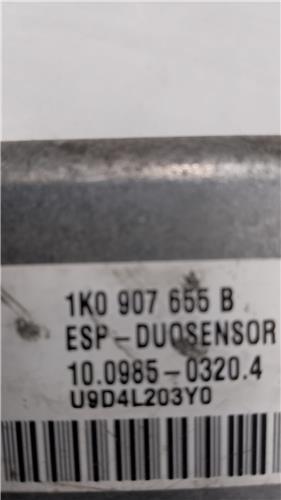 1K0 907 655 B
ESP-DUOSENSOR
10.0985-0320.4
U9D4L203Y0